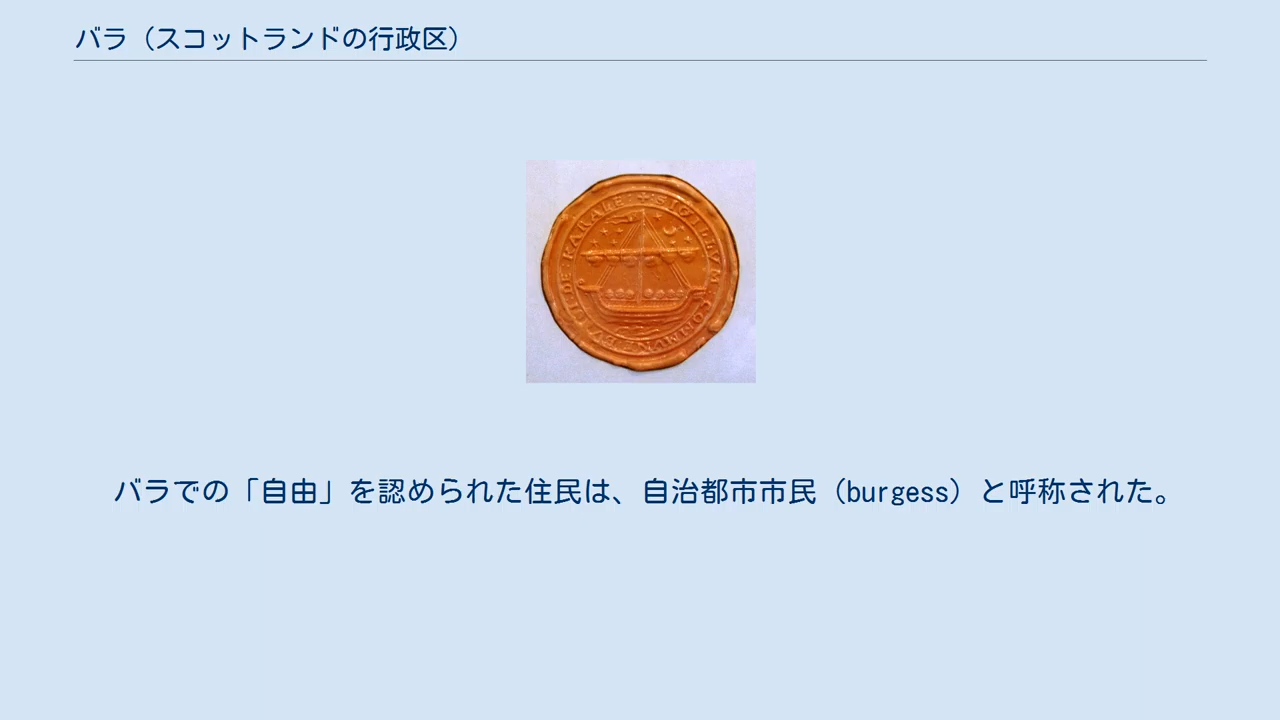 バラ（スコットランドの行政区）
SIGILLVM
バラでの「自由」を認められた住民は、自治都市市民（burgess）と呼称された。